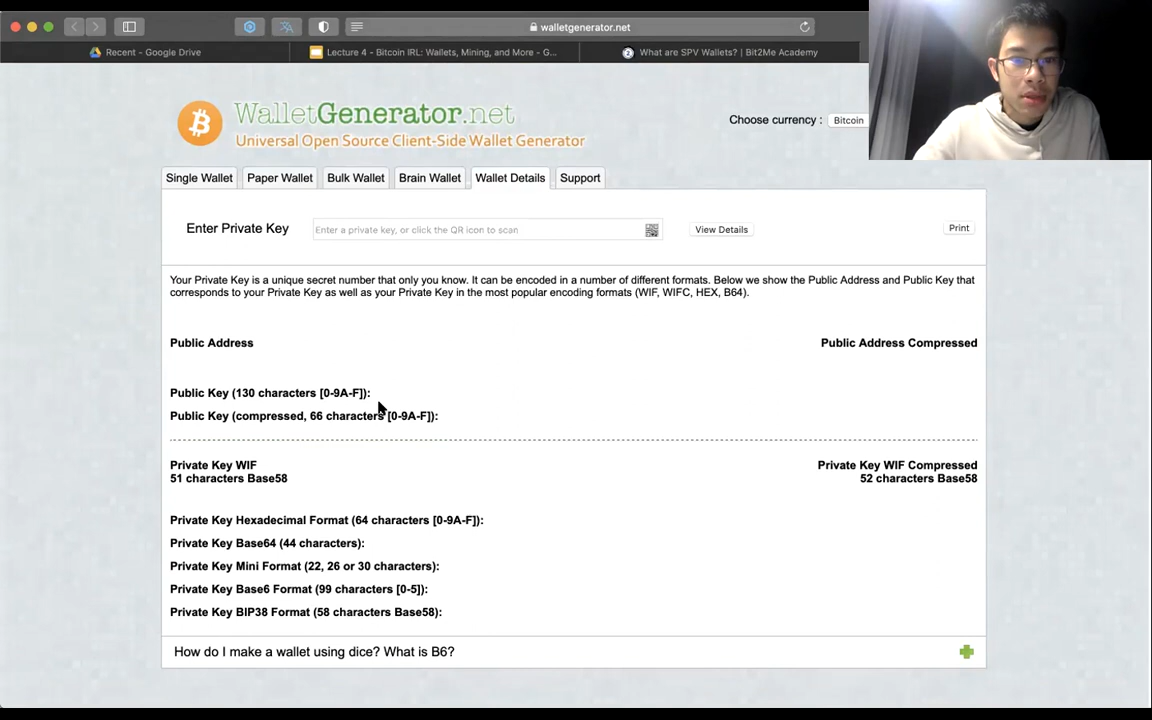 walletgenerator.net
Recent - Google Drive
Lecture 4 - Bitcoin IRL: Wallets, Mining, and More - G...
What are SPV Wallets? | Bit2Me Academy
WalletGenerator.net
Universal Open Source Client-Side Wallet Generator
Choose currency : Bitcoin
Single Wallet
Paper Wallet
Bulk Wallet
Brain Wallet
Wallet Details
Support
Enter Private Key
Enter a private key, or click the QR icon to scan
View Details
Print
Your Private Key is a unique secret number that only you know. It can be encoded in a number of different formats. Below we show the Public Address and Public Key that
corresponds to your Private Key as well as your Private Key in the most popular encoding formats (WIF, WIFC, HEX, B64).
Public Address
Public Address Compressed
Public Key (130 characters [0-9A-F]):
Public Key (compressed, 66 characters [0-9A-F]):
Private Key WIF
51 characters Base58
Private Key WIF Compressed
52 characters Base58
Private Key Hexadecimal Format (64 characters [0-9A-F]):
Private Key Base64 (44 characters):
Private Key Mini Format (22, 26 or 30 characters):
Private Key Base6 Format (99 characters [0-5]):
Private Key BIP38 Format (58 characters Base58):
How do I make a wallet using dice? What is B6?